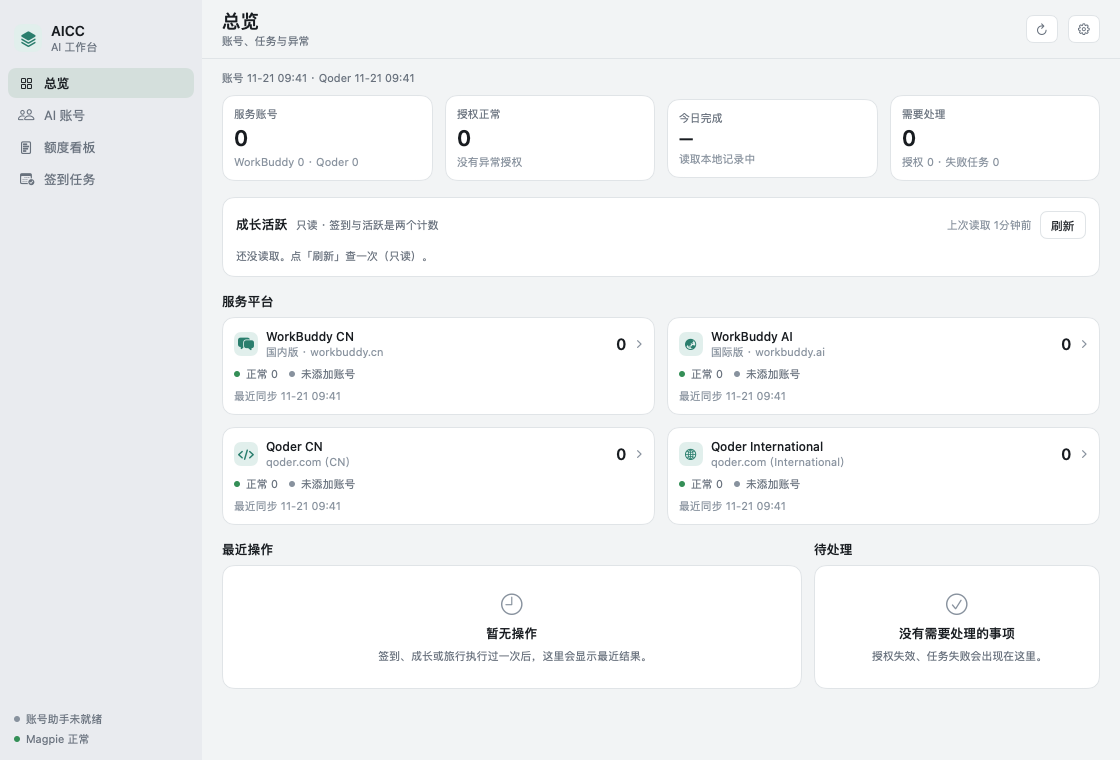 AICC
AI 工作台
总览
AI 账号
额度看板
签到任务
账号助手未就绪
Magpie 正常
总览
账号、任务与异常
账号 11-21 09:41 · Qoder 11-21 09:41
服务账号
0
WorkBuddy 0 · Qoder 0
授权正常
0
没有异常授权
今日完成
—
读取本地记录中
需要处理
0
授权 0 · 失败任务 0
成长活跃 只读 · 签到与活跃是两个计数
上次读取 1分钟前 刷新
还没读取。点「刷新」查一次（只读）。
服务平台
WorkBuddy CN
国内版 · workbuddy.cn
0
正常 0 未添加账号
最近同步 11-21 09:41
WorkBuddy AI
国际版 · workbuddy.ai
0
正常 0 未添加账号
最近同步 11-21 09:41
Qoder CN
qoder.com (CN)
0
正常 0 未添加账号
最近同步 11-21 09:41
Qoder International
qoder.com (International)
0
正常 0 未添加账号
最近同步 11-21 09:41
最近操作
暂无操作
签到、成长或旅行执行过一次后，这里会显示最近结果。
待处理
没有需要处理的事项
授权失效、任务失败会出现在这里。